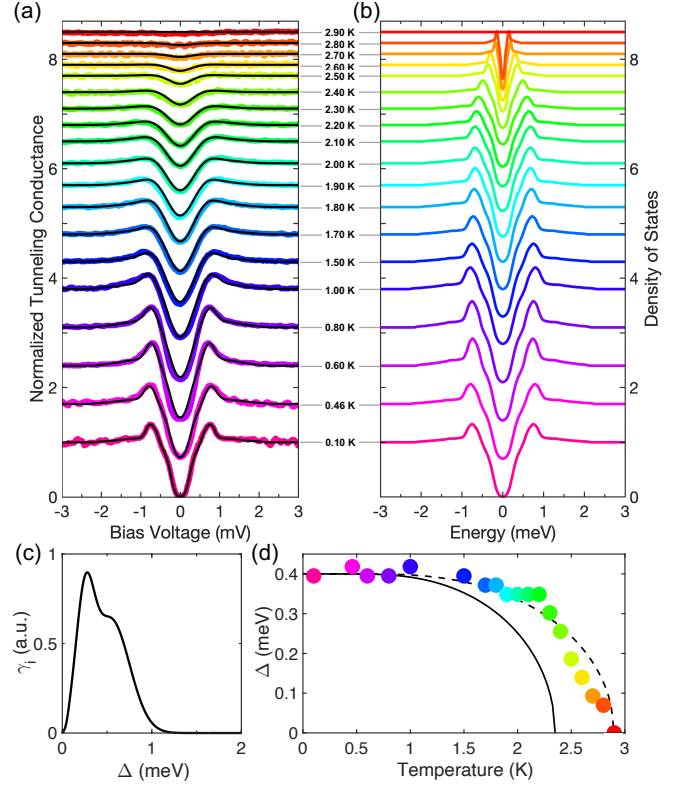 (a)
(b)
Normalized Tunneling Conductance
8
6
4
2
0
-3 -2 -1 0 1 2 3
Bias Voltage (mV)
2.90 K
2.80 K
2.70 K
2.60 K
2.50 K
2.40 K
2.30 K
2.20 K
2.10 K
2.00 K
1.90 K
1.80 K
1.70 K
1.50 K
1.00 K
0.80 K
0.60 K
0.46 K
0.10 K
-3 -2 -1 0 1 2 3
Energy (meV)
8
6
4
2
0
Density of States
(c)
γi (a.u.)
1
0.5
0
0 1 2
Δ (meV)
(d)
Δ (meV)
0.4
0.2
0.4
0
0 0.5 1 1.5 2 2.5 3
Temperature (K)